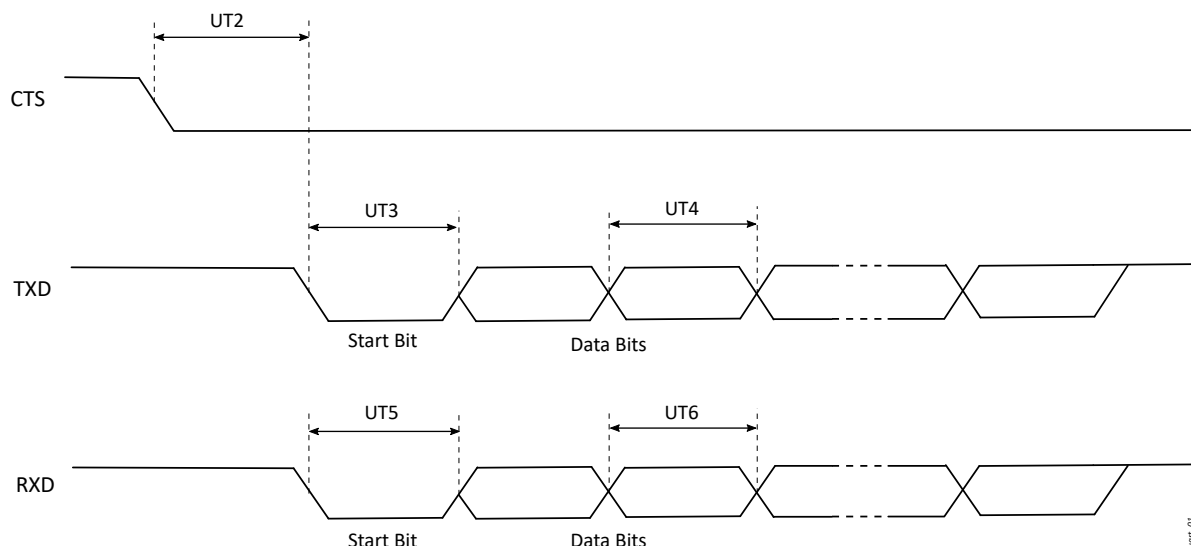 UT2
CTS
UT3
UT4
TXD
Start Bit
Data Bits
UT5
UT6
RXD
Start Bit
Data Bits